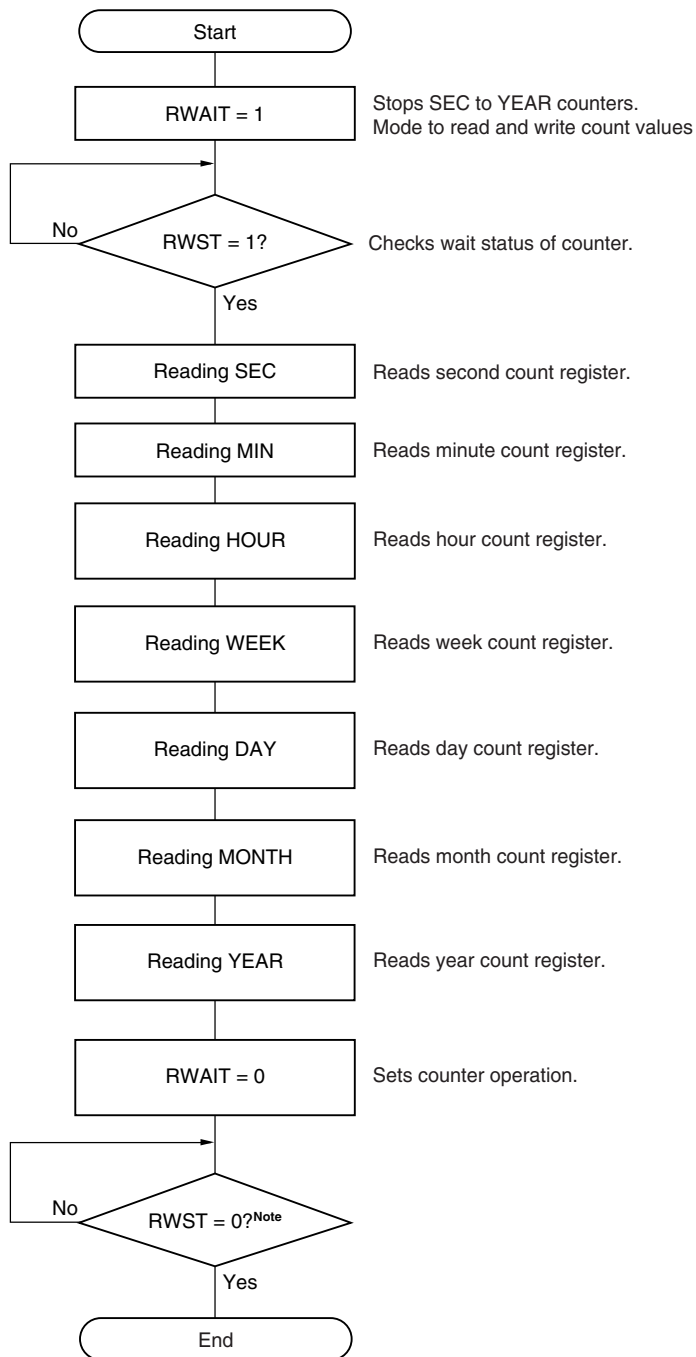 Start
RWAIT = 1
Stops SEC to YEAR counters.
Mode to read and write count values
No
RWST = 1?
Checks wait status of counter.
Yes
Reading SEC
Reads second count register.
Reading MIN
Reads minute count register.
Reading HOUR
Reads hour count register.
Reading WEEK
Reads week count register.
Reading DAY
Reads day count register.
Reading MONTH
Reads month count register.
Reading YEAR
Reads year count register.
RWAIT = 0
Sets counter operation.
No
RWST = 0?Note
Yes
End